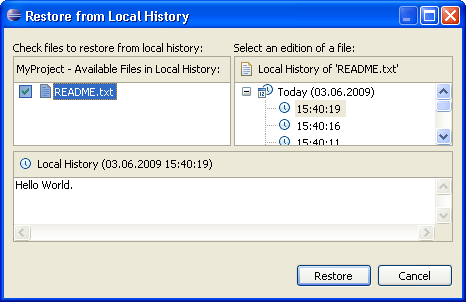 Restore from Local History
Check files to restore from local history:
Select an edition of a file:
MyProject - Available Files in Local History:
README.txt
Local History of 'README.txt'
Today (03.06.2009)
15:40:19
15:40:16
15:40:11
Local History (03.06.2009 15:40:19)
Hello World.
Restore
Cancel